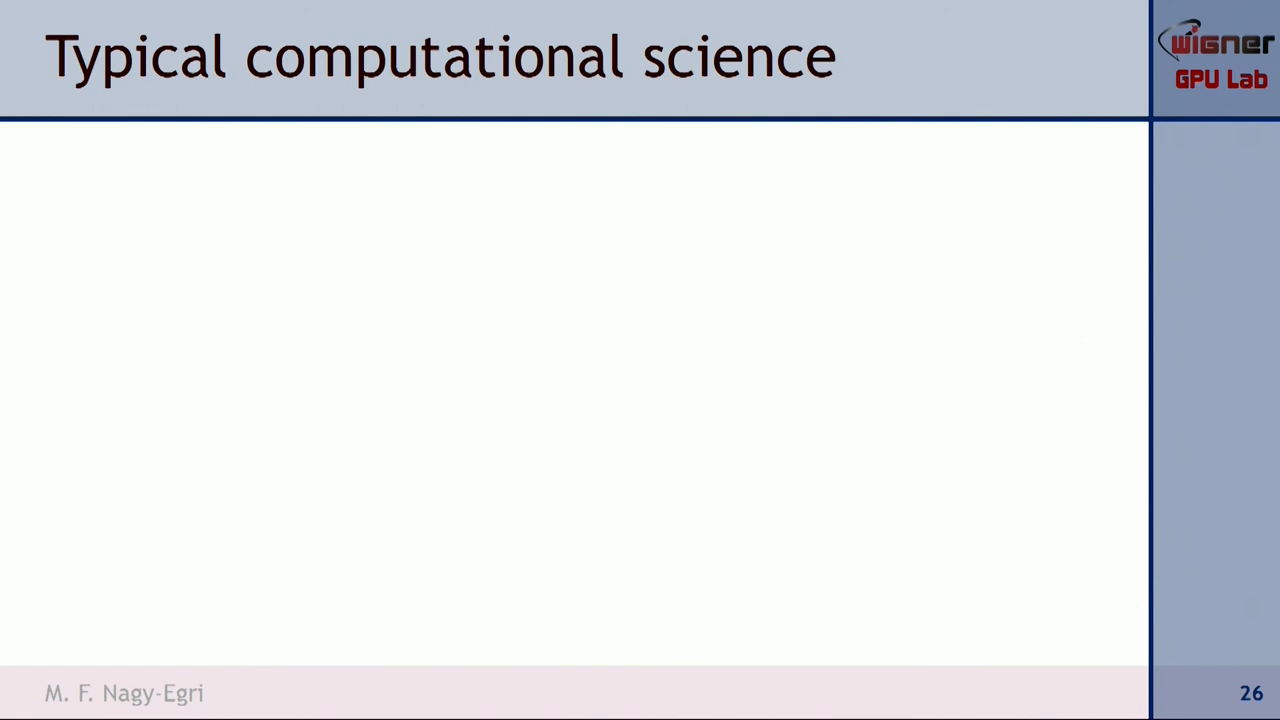 Typical computational science
wigner
GPU Lab
M. F. Nagy-Egri
26